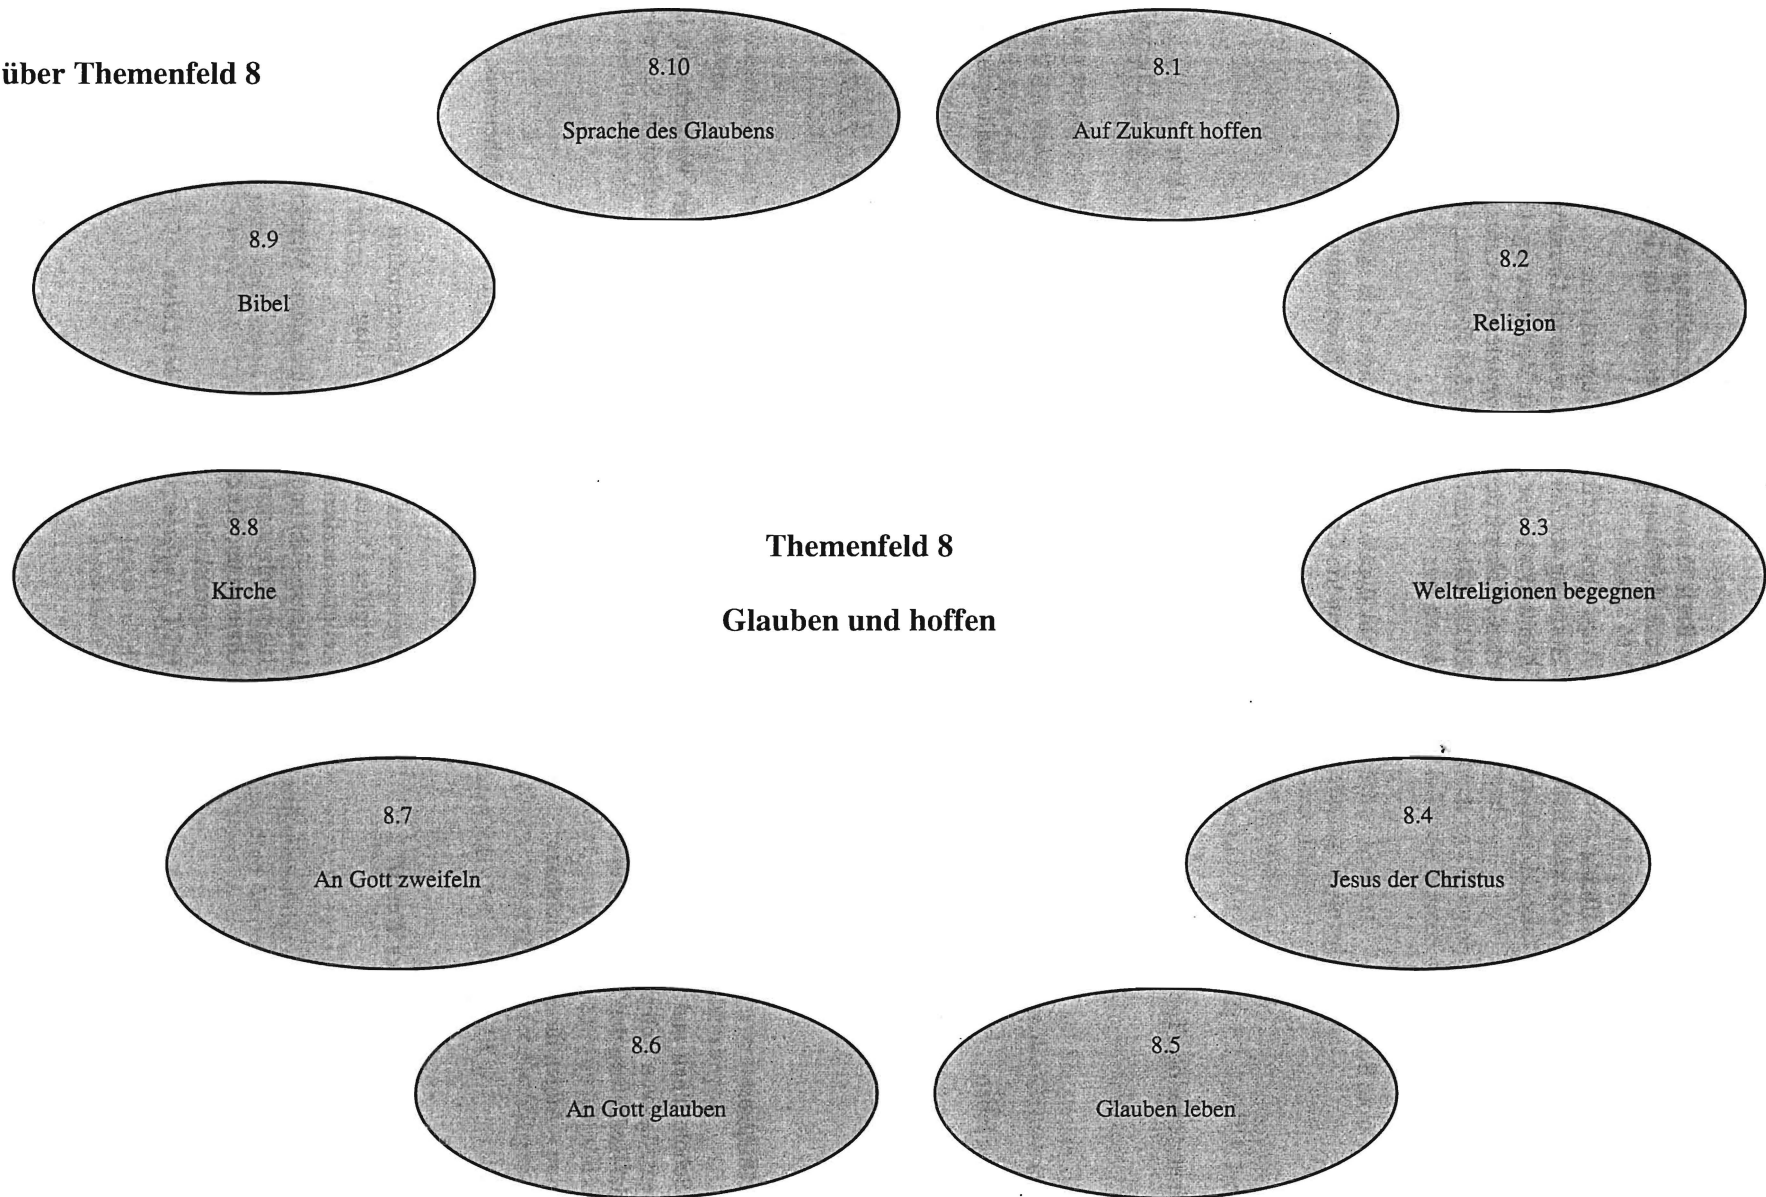 über Themenfeld 8
8.10
Sprache des Glaubens
8.1
Auf Zukunft hoffen
8.9
Bibel
8.2
Religion
8.8
Kirche
Themenfeld 8
Glauben und hoffen
8.3
Weltreligionen begegnen
8.7
An Gott zweifeln
8.4
Jesus der Christus
8.6
An Gott glauben
8.5
Glauben leben